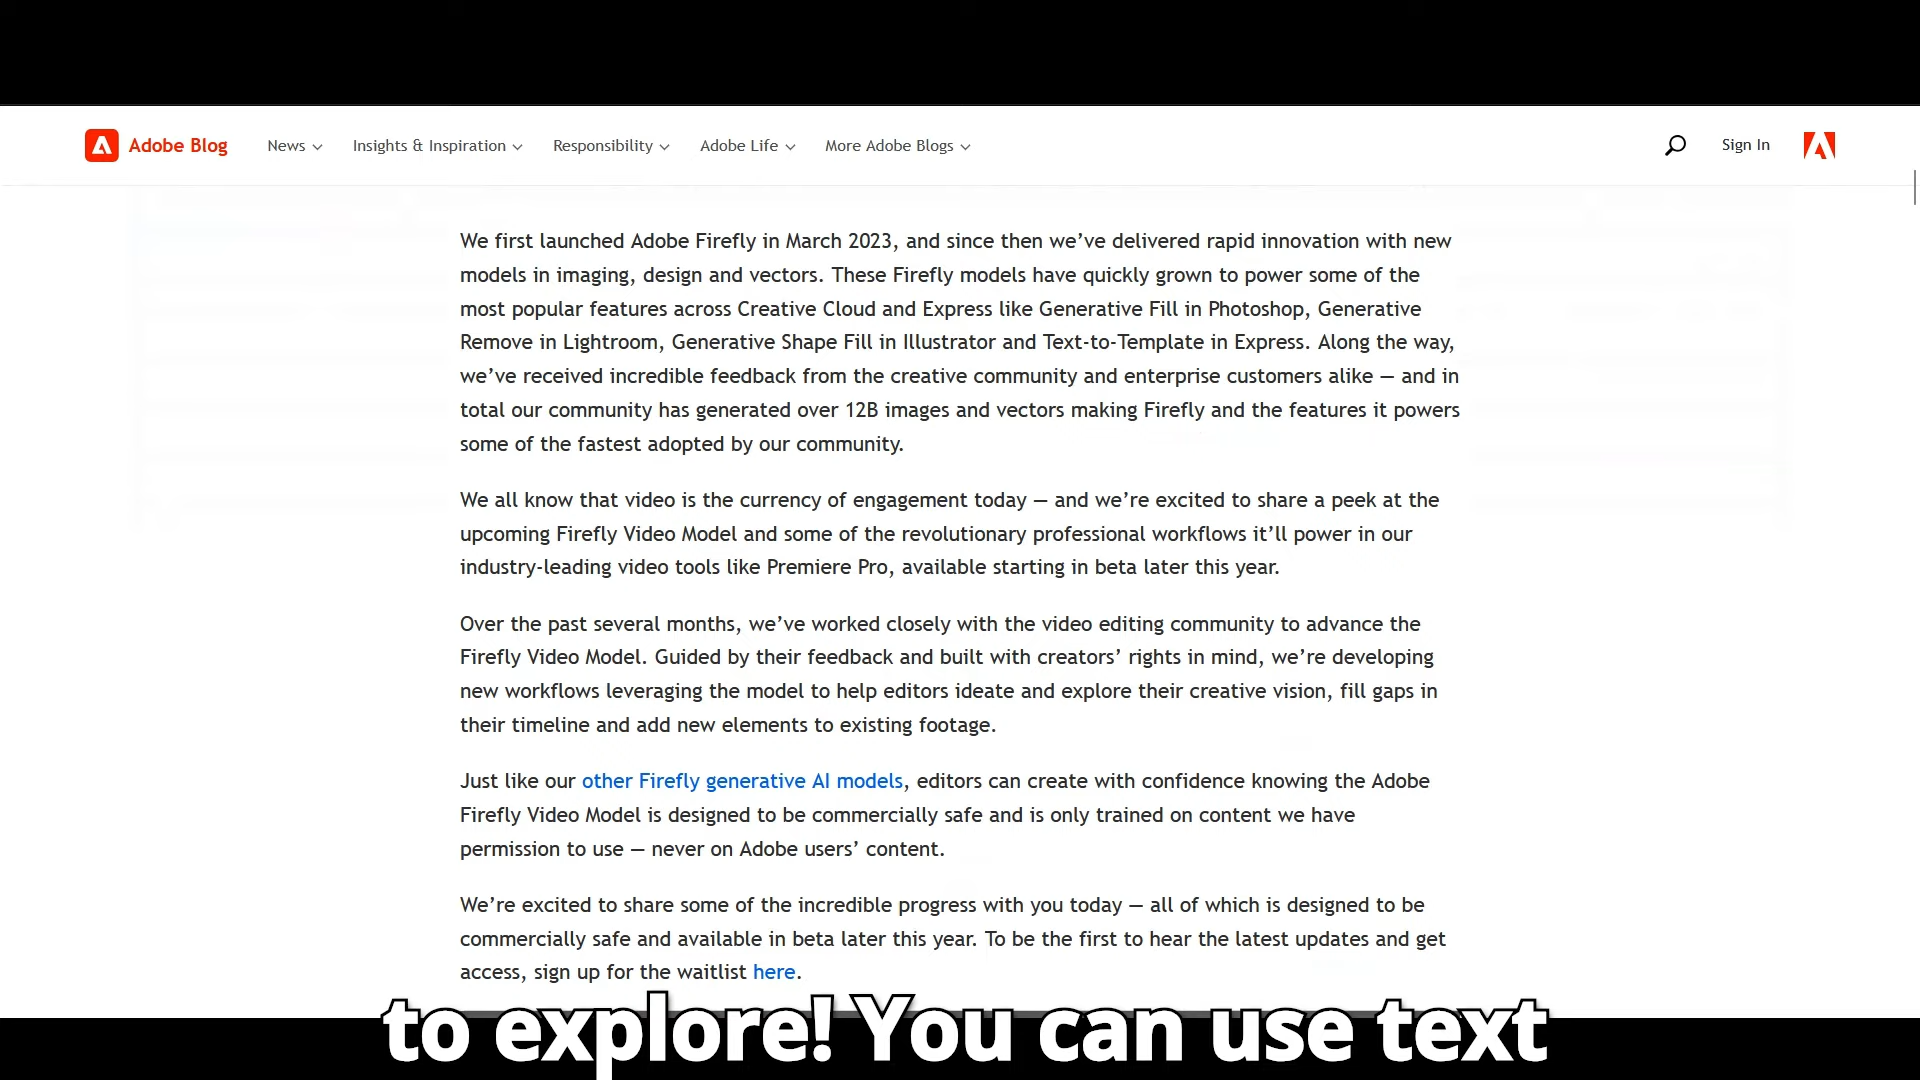 Adobe Blog News Insights & Inspiration Responsibility Adobe Life More Adobe Blogs Sign In
We first launched Adobe Firefly in March 2023, and since then we’ve delivered rapid innovation with new
models in imaging, design and vectors. These Firefly models have quickly grown to power some of the
most popular features across Creative Cloud and Express like Generative Fill in Photoshop, Generative
Remove in Lightroom, Generative Shape Fill in Illustrator and Text-to-Template in Express. Along the way,
we’ve received incredible feedback from the creative community and enterprise customers alike — and in
total our community has generated over 12B images and vectors making Firefly and the features it powers
some of the fastest adopted by our community.
We all know that video is the currency of engagement today — and we’re excited to share a peek at the
upcoming Firefly Video Model and some of the revolutionary professional workflows it’ll power in our
industry-leading video tools like Premiere Pro, available starting in beta later this year.
Over the past several months, we’ve worked closely with the video editing community to advance the
Firefly Video Model. Guided by their feedback and built with creators’ rights in mind, we’re developing
new workflows leveraging the model to help editors ideate and explore their creative vision, fill gaps in
their timeline and add new elements to existing footage.
Just like our other Firefly generative AI models, editors can create with confidence knowing the Adobe
Firefly Video Model is designed to be commercially safe and is only trained on content we have
permission to use — never on Adobe users’ content.
We’re excited to share some of the incredible progress with you today — all of which is designed to be
commercially safe and available in beta later this year. To be the first to hear the latest updates and get
access, sign up for the waitlist here.
to explore! You can use text